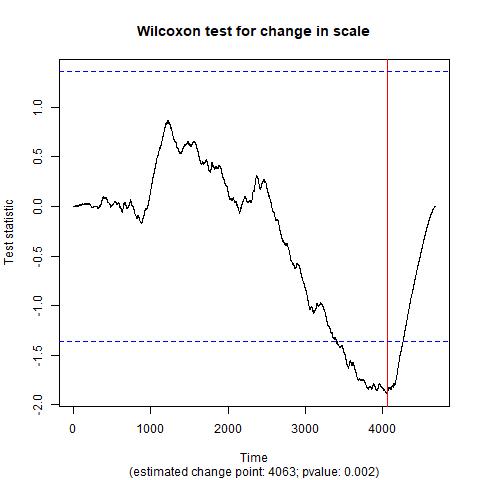 Wilcoxon test for change in scale
Test statistic
1.0
0.5
0.0
-0.5
-1.0
-1.5
-2.0
0 1000 2000 3000 4000
Time
(estimated change point: 4063; pvalue: 0.002)